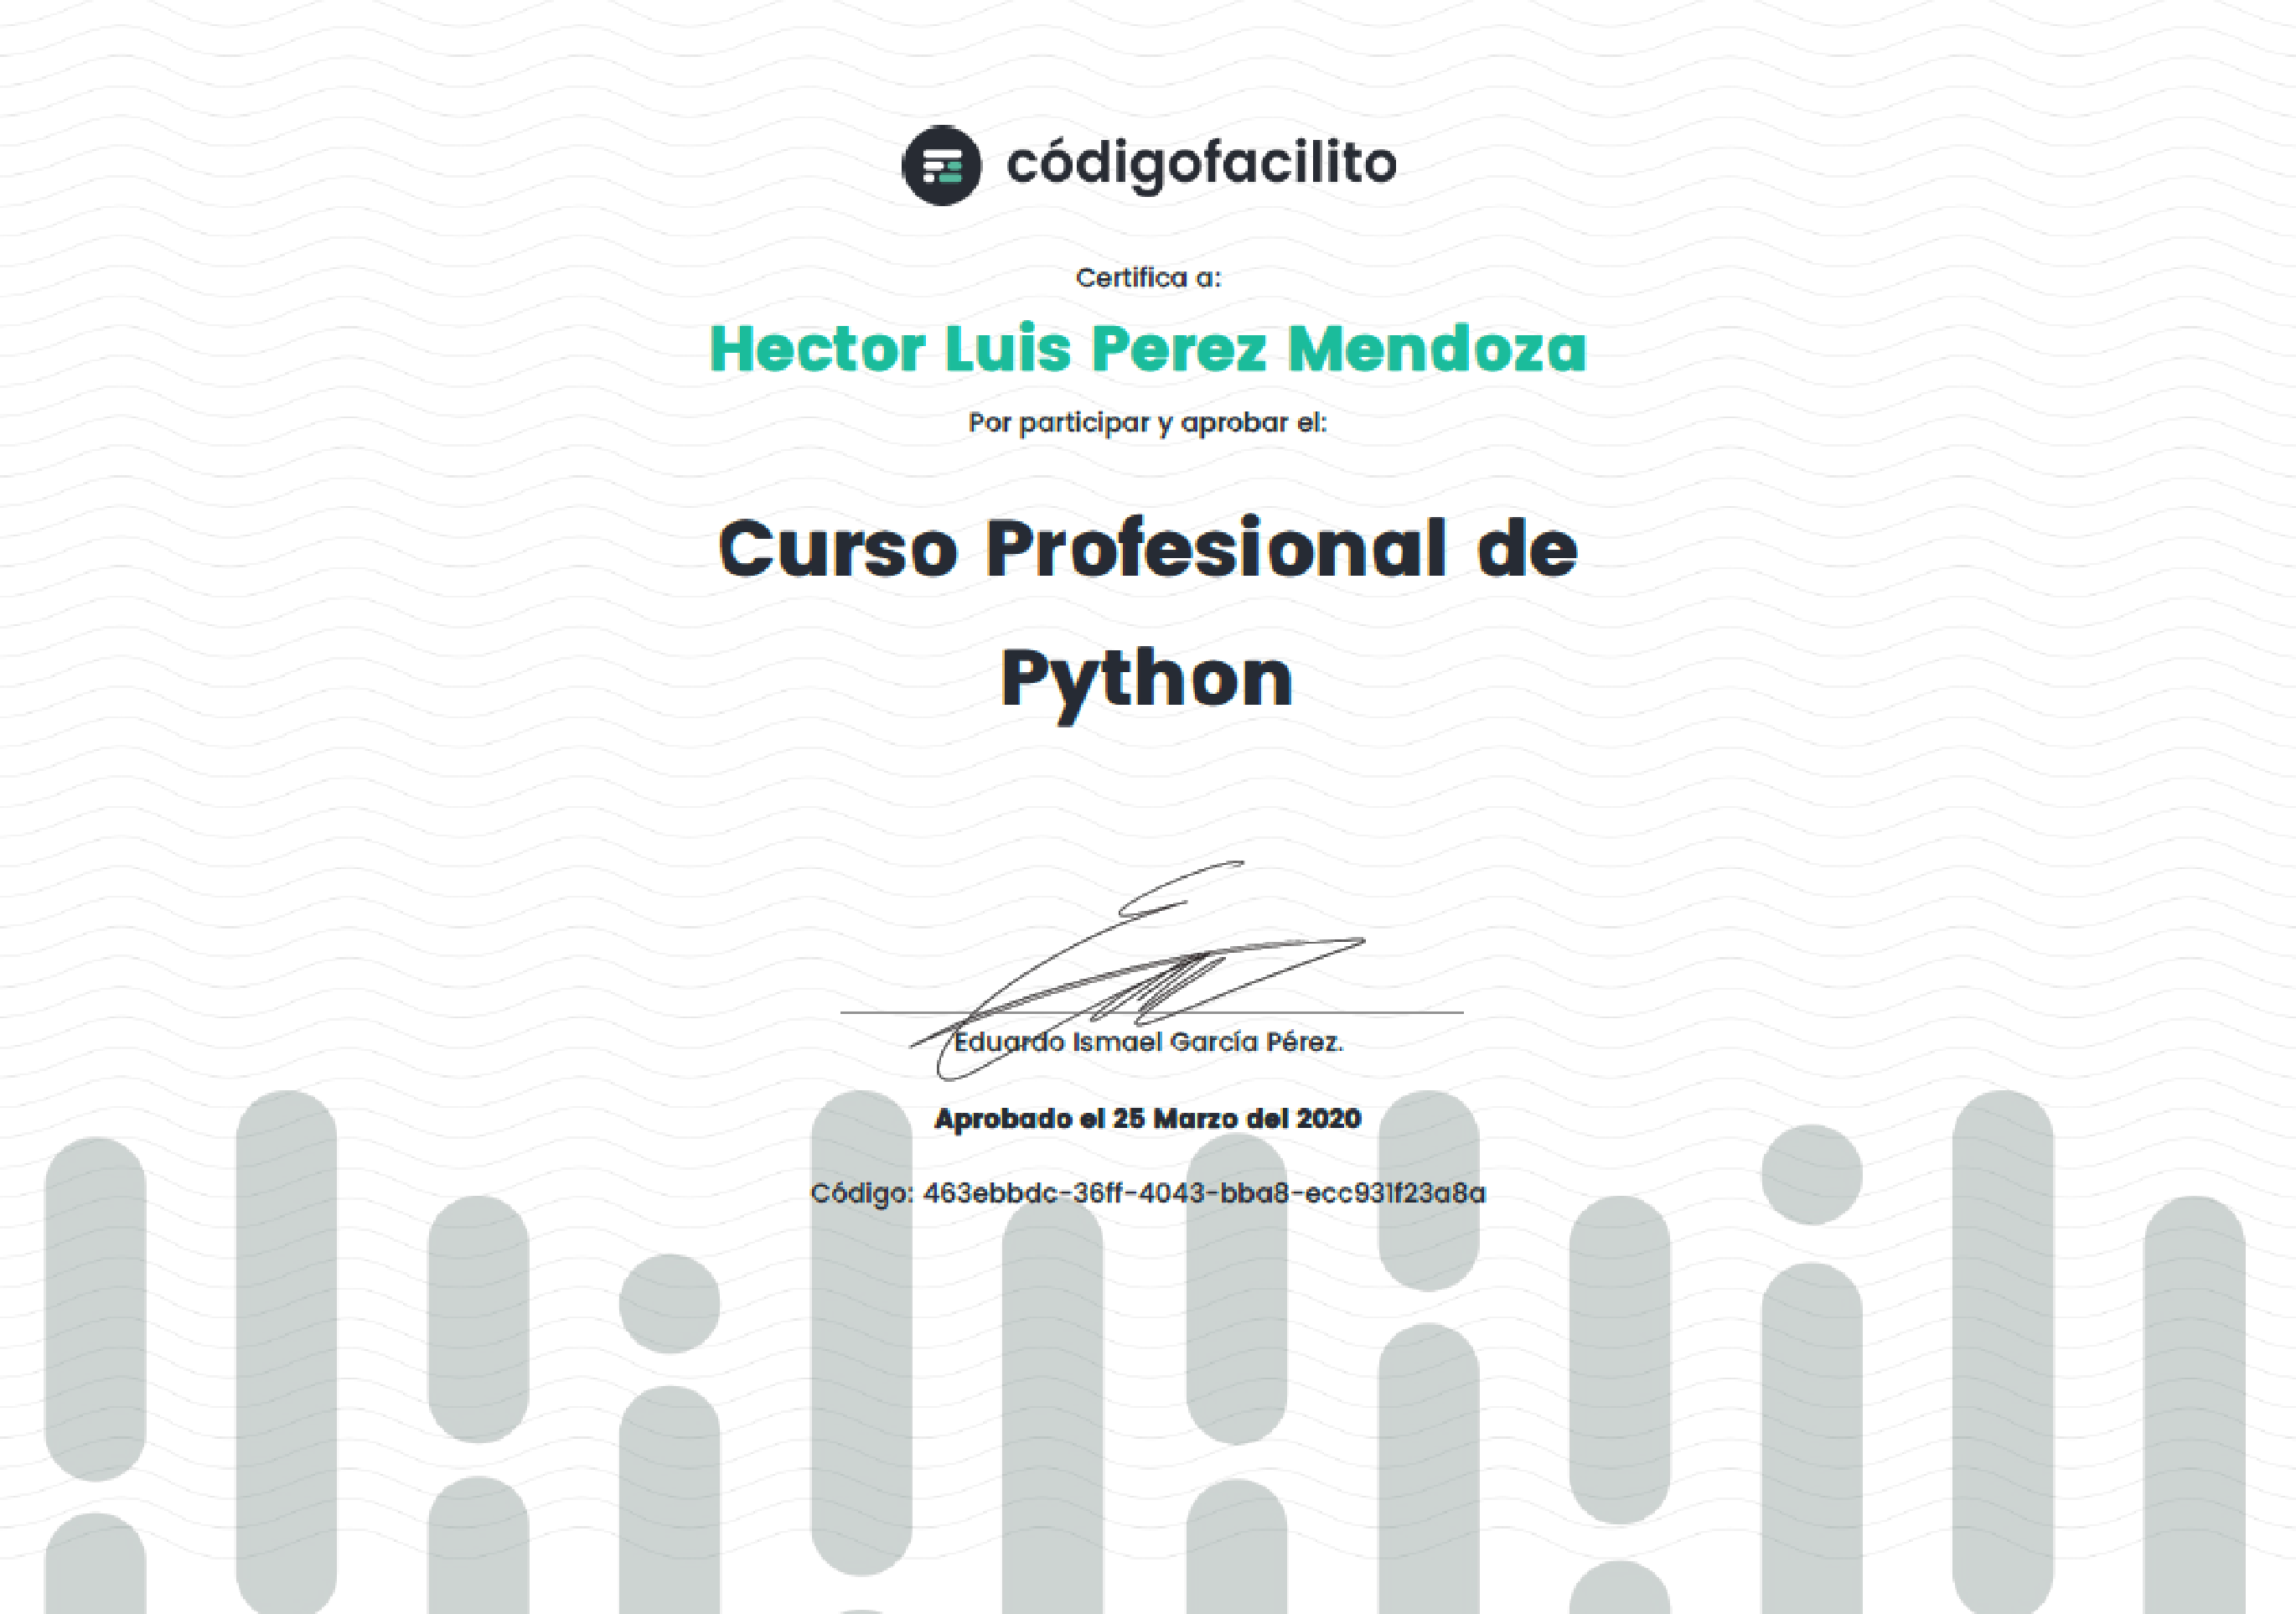 códigofacilito
Certifica a:
Hector Luis Perez Mendoza
Por participar y aprobar el:
Curso Profesional de
Python
Eduardo Ismael García Pérez.
Aprobado el 25 Marzo del 2020
Código: 463ebbdc-36ff-4043-bba8-ecc931f23a8a